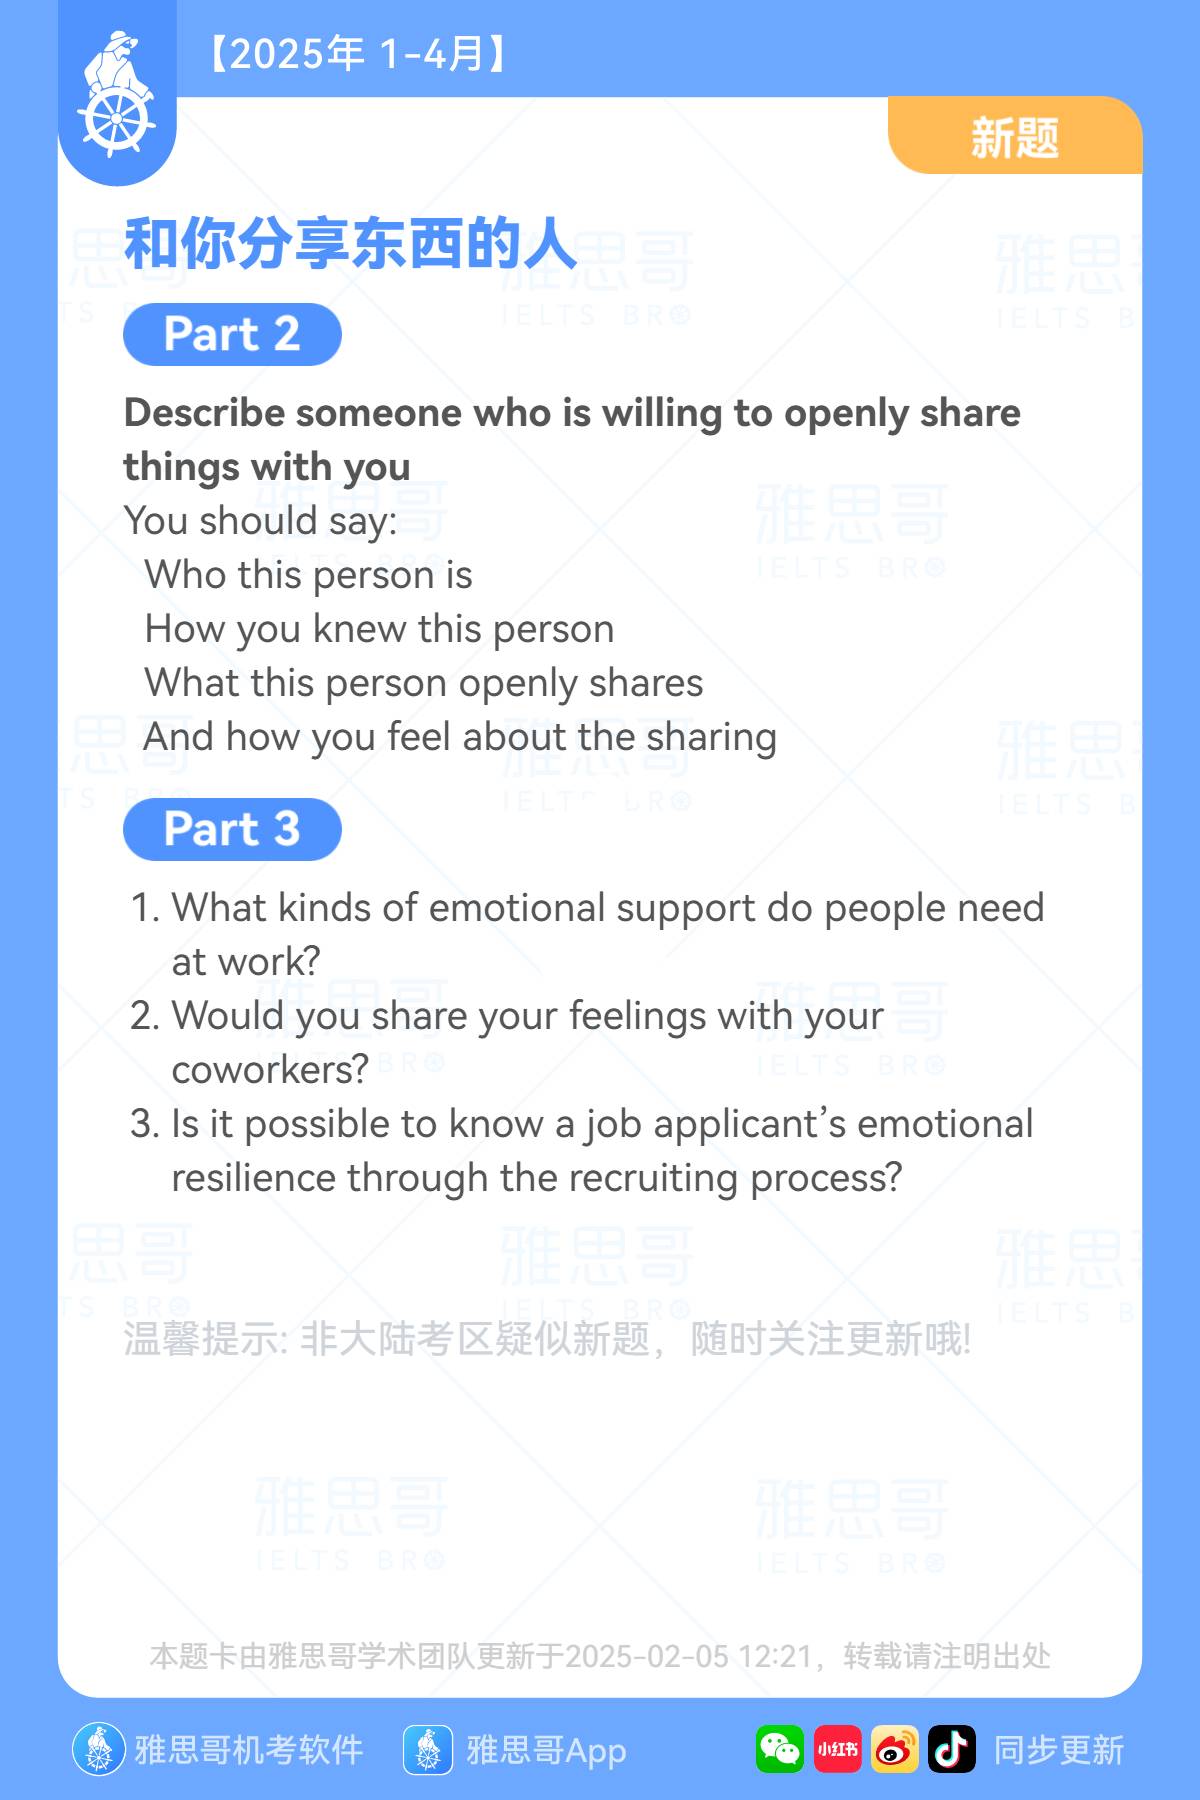 【2025年 1-4月】
新题
和你分享东西的人
Part 2
Describe someone who is willing to openly share
things with you
You should say:
Who this person is
How you knew this person
What this person openly shares
And how you feel about the sharing
Part 3
1. What kinds of emotional support do people need
at work?
2. Would you share your feelings with your
coworkers?
3. Is it possible to know a job applicant’s emotional
resilience through the recruiting process?
温馨提示: 非大陆考区疑似新题，随时关注更新哦!
本题卡由雅思哥学术团队更新于2025-02-05 12:21，转载请注明出处
雅思哥机考软件 雅思哥App 小红书 同步更新
雅思哥
IELTS BRO